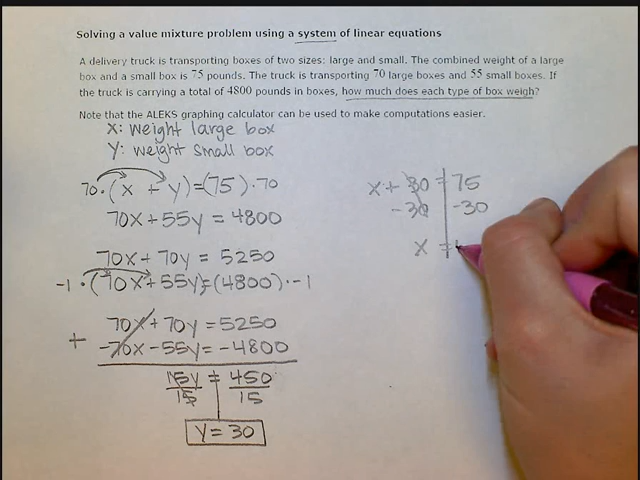 Solving a value mixture problem using a system of linear equations
A delivery truck is transporting boxes of two sizes: large and small. The combined weight of a large
box and a small box is 75 pounds. The truck is transporting 70 large boxes and 55 small boxes. If
the truck is carrying a total of 4800 pounds in boxes, how much does each type of box weigh?
Note that the ALEKS graphing calculator can be used to make computations easier.
X: weight large box
Y: weight small box
70·(x + y)=(75)·70
70x+55y = 4800
70x+70y = 5250
-1·(70x+55y)=(4800)·-1
70x+70y=5250
+ -70x-55y=-4800
15y = 450
15 15
y = 30
x+30=75
-30 -30
x =